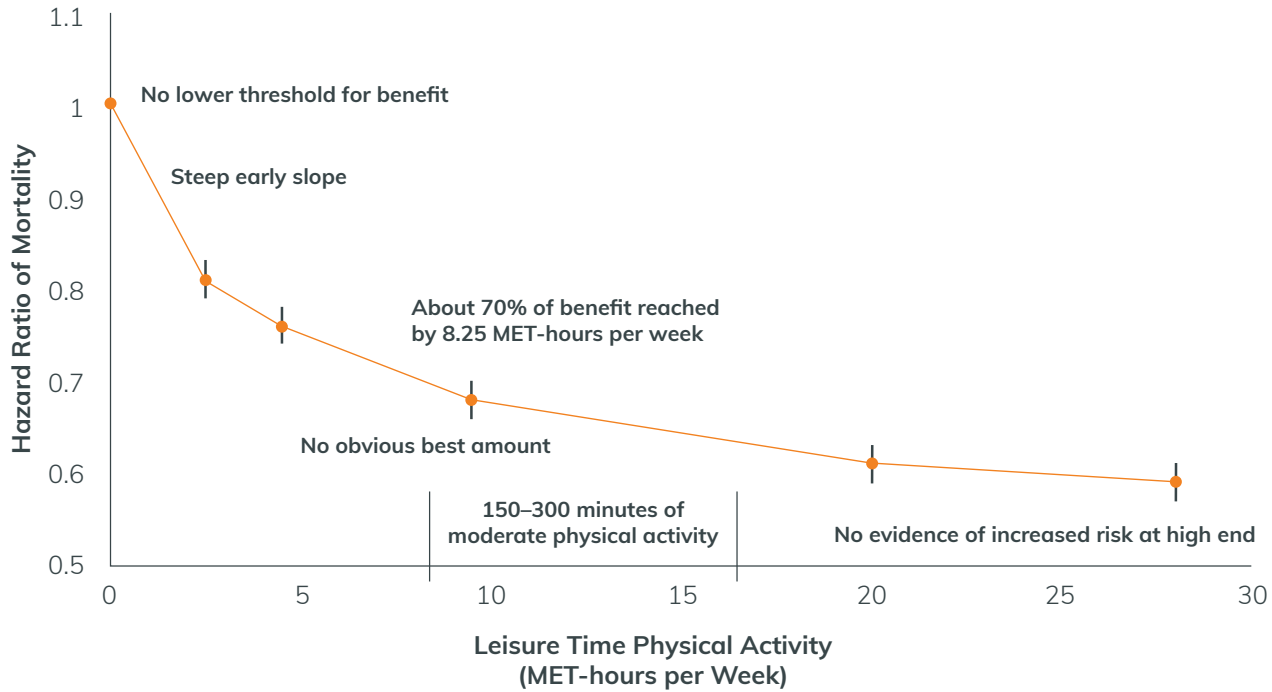 1.1
1
0.9
0.8
0.7
0.6
0.5
Hazard Ratio of Mortality
No lower threshold for benefit
Steep early slope
About 70% of benefit reached
by 8.25 MET-hours per week
No obvious best amount
150–300 minutes of
moderate physical activity
No evidence of increased risk at high end
0
5
10
15
20
25
30
Leisure Time Physical Activity
(MET-hours per Week)